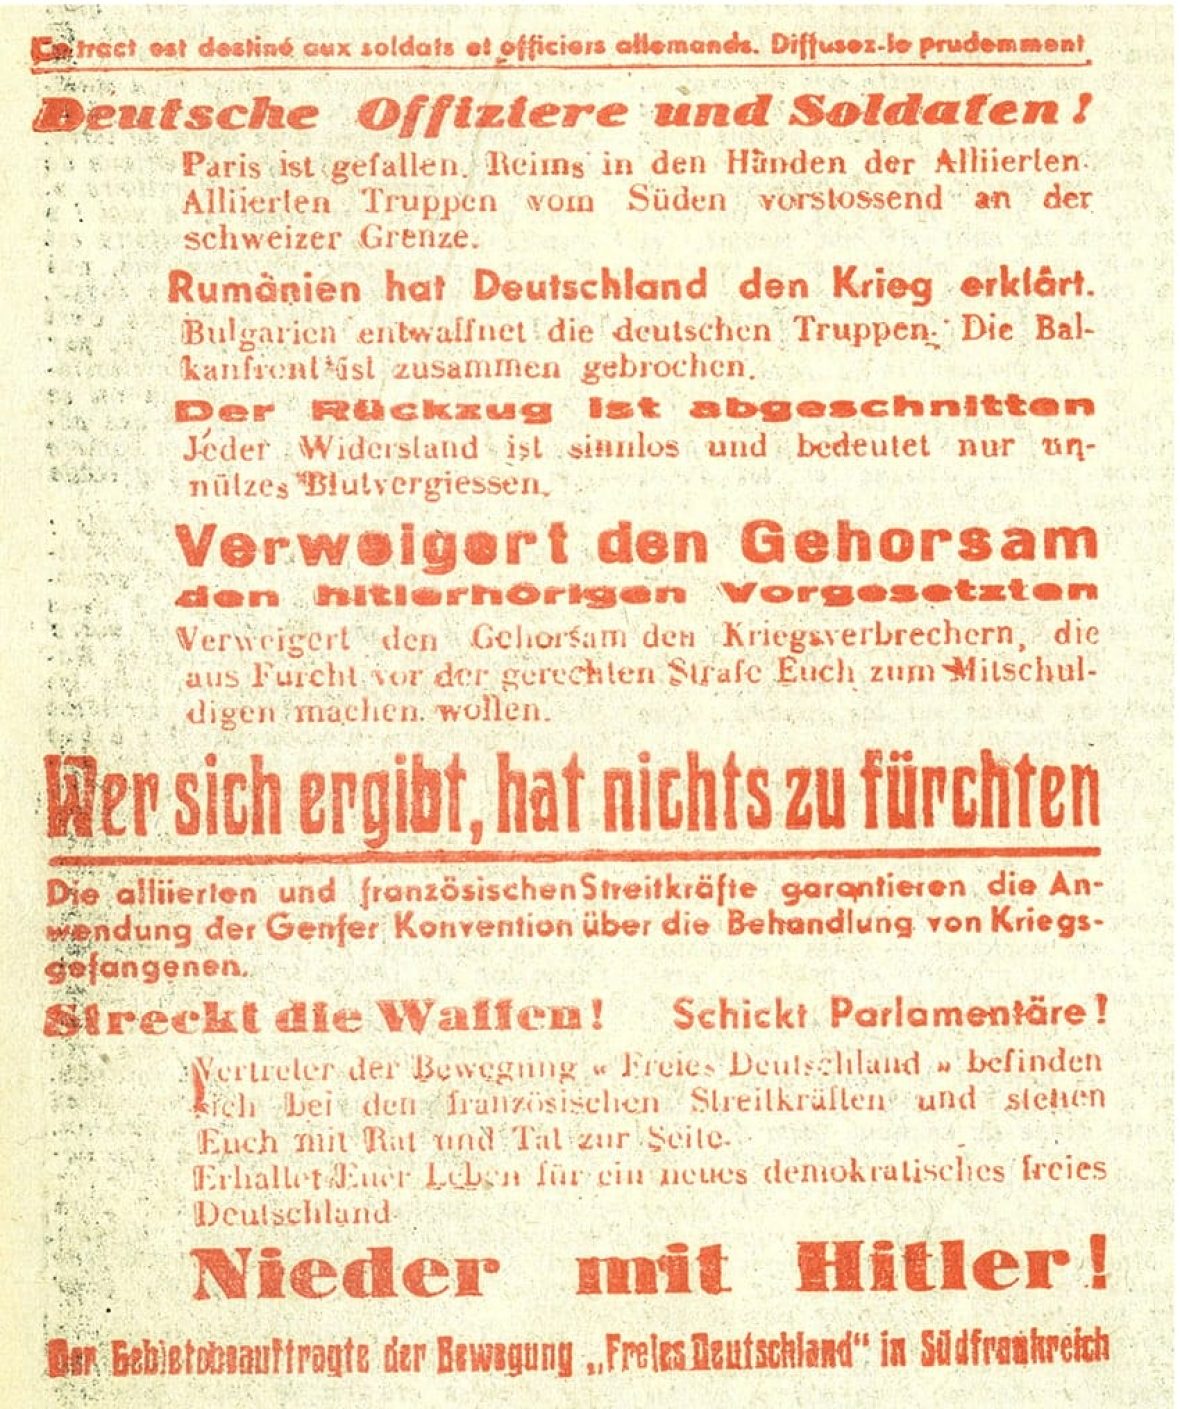 Ce tract est destiné aux soldats et officiers allemands. Diffusez-le prudemment
Deutsche Offiziere und Soldaten !
Paris ist gefallen. Reims in den Händen der Alliierten.
Alliierten Truppen vom Süden vorstossend an der
schweizer Grenze.
Rumänien hat Deutschland den Krieg erklärt.
Bulgarien entwaffnet die deutschen Truppen. Die Bal-
kanfront ist zusammen gebrochen.
Der Rückzug ist abgeschnitten
Jeder Widerstand ist sinnlos und bedeutet nur un-
nützes Blutvergiessen.
Verweigert den Gehorsam
den hitlerhörigen Vorgesetzten
Verweigert den Gehorsam den Kriegsverbrechern, die
aus Furcht vor der gerechten Strafe Euch zum Mitschul-
digen machen wollen.
Wer sich ergibt, hat nichts zu fürchten
Die alliierten und französischen Streitkräfte garantieren die An-
wendung der Genfer Konvention über die Behandlung von Kriegs-
gefangenen.
Streckt die Waffen ! Schickt Parlamentäre !
Vertreter der Bewegung « Freies Deutschland » befinden
sich bei den französischen Streitkräften und stehen
Euch mit Rat und Tat zur Seite.
Erhaltet Euer Leben für ein neues demokratisches freies
Deutschland
Nieder mit Hitler !
Der Gebietsbeauftragte der Bewegung „Freies Deutschland“ in Südfrankreich